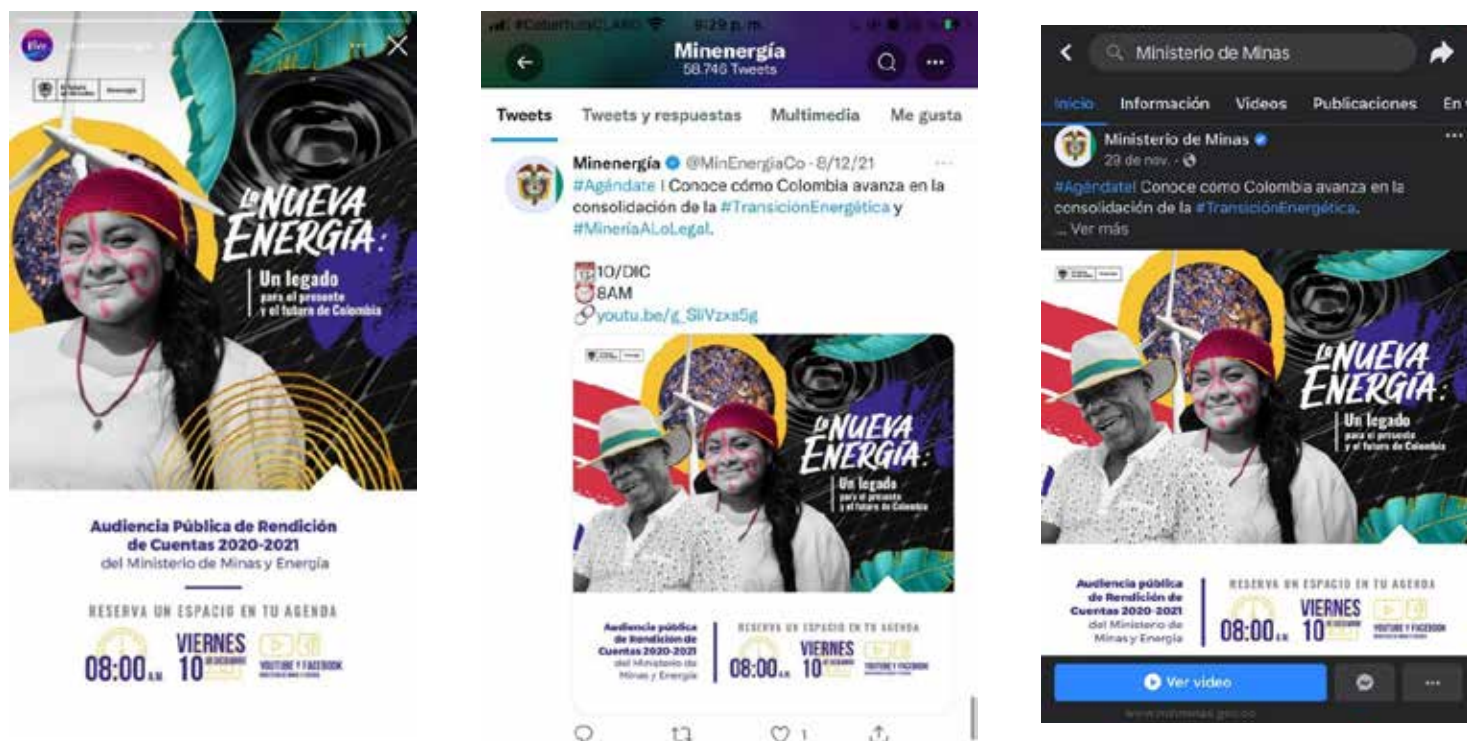 LA NUEVA
ENERGÍA:
Un legado
para el presente
y el futuro de Colombia
Audiencia Pública de Rendición
de Cuentas 2020-2021
del Ministerio de Minas y Energía
RESERVA UN ESPACIO EN TU AGENDA
08:00 A.M.
VIERNES
10 DE DICIEMBRE
YOUTUBE Y FACEBOOK
9:29 p. m.
Minenergía
58.746 Tweets
Tweets Tweets y respuestas Multimedia Me gusta
Minenergía @MinEnergiaCo · 8/12/21
#Agéndate | Conoce cómo Colombia avanza en la
consolidación de la #TransiciónEnergética y
#MineríaALoLegal.
10/DIC
8AM
LA NUEVA
ENERGÍA:
Un legado
para el presente
y el futuro de Colombia
Audiencia pública
de Rendición de
Cuentas 2020-2021
del Ministerio de
Minas y Energía
RESERVA UN ESPACIO EN TU AGENDA
08:00 A.M.
VIERNES
10 DE DICIEMBRE
YOUTUBE Y FACEBOOK
1
Ministerio de Minas
Inicio Información Videos Publicaciones En
Ministerio de Minas
29 de nov.
#Agéndate! Conoce cómo Colombia avanza en la
consolidación de la #TransiciónEnergética.
... Ver más
LA NUEVA
ENERGÍA:
Un legado
para el presente
y el futuro de Colombia
Audiencia pública
de Rendición de
Cuentas 2020-2021
del Ministerio de
Minas y Energía
RESERVA UN ESPACIO EN TU AGENDA
08:00 A.M.
VIERNES
10 DE DICIEMBRE
YOUTUBE Y FACEBOOK
Ver video
www.minminas.gov.co